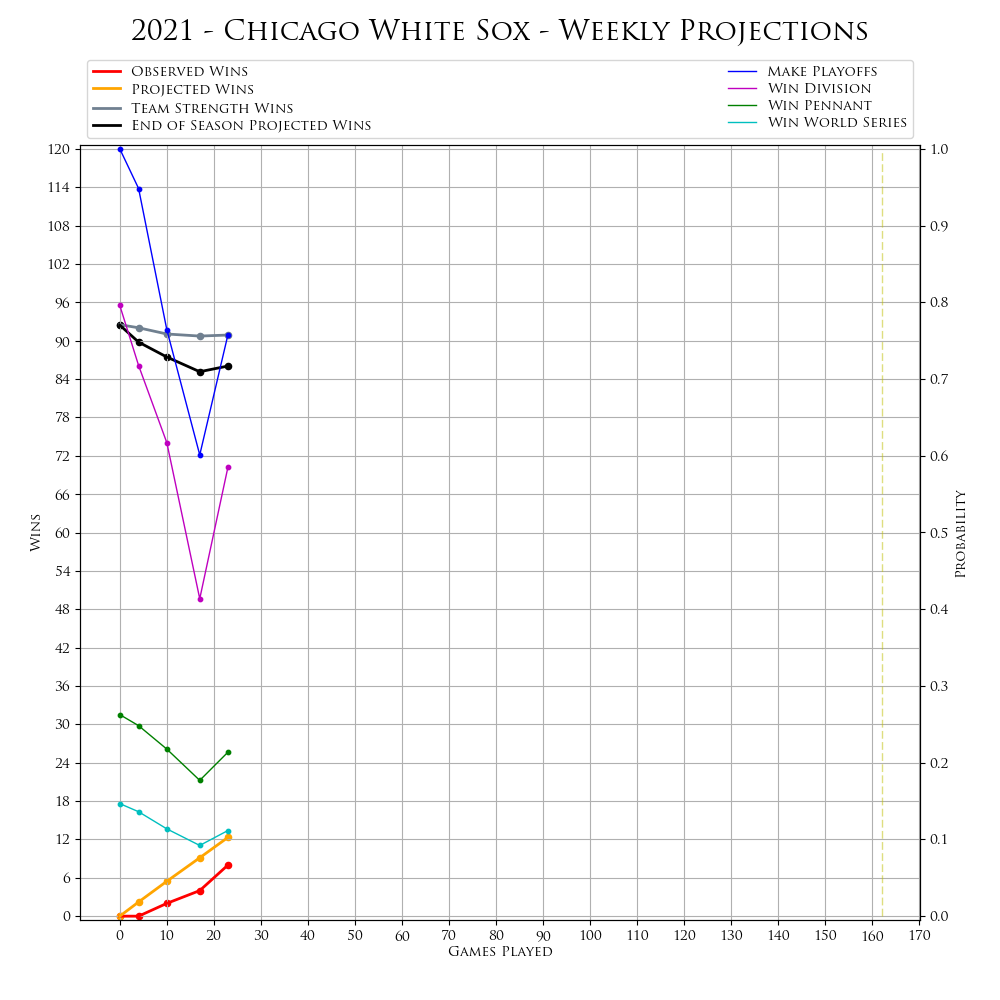 2021 - Chicago White Sox - Weekly Projections
Observed Wins
Projected Wins
Team Strength Wins
End of Season Projected Wins
Make Playoffs
Win Division
Win Pennant
Win World Series
120
114
108
102
96
90
84
78
72
66
60
54
48
42
36
30
24
18
12
6
0
Wins
1.0
0.9
0.8
0.7
0.6
0.5
0.4
0.3
0.2
0.1
0.0
Probability
0 10 20 30 40 50 60 70 80 90 100 110 120 130 140 150 160 170
Games Played